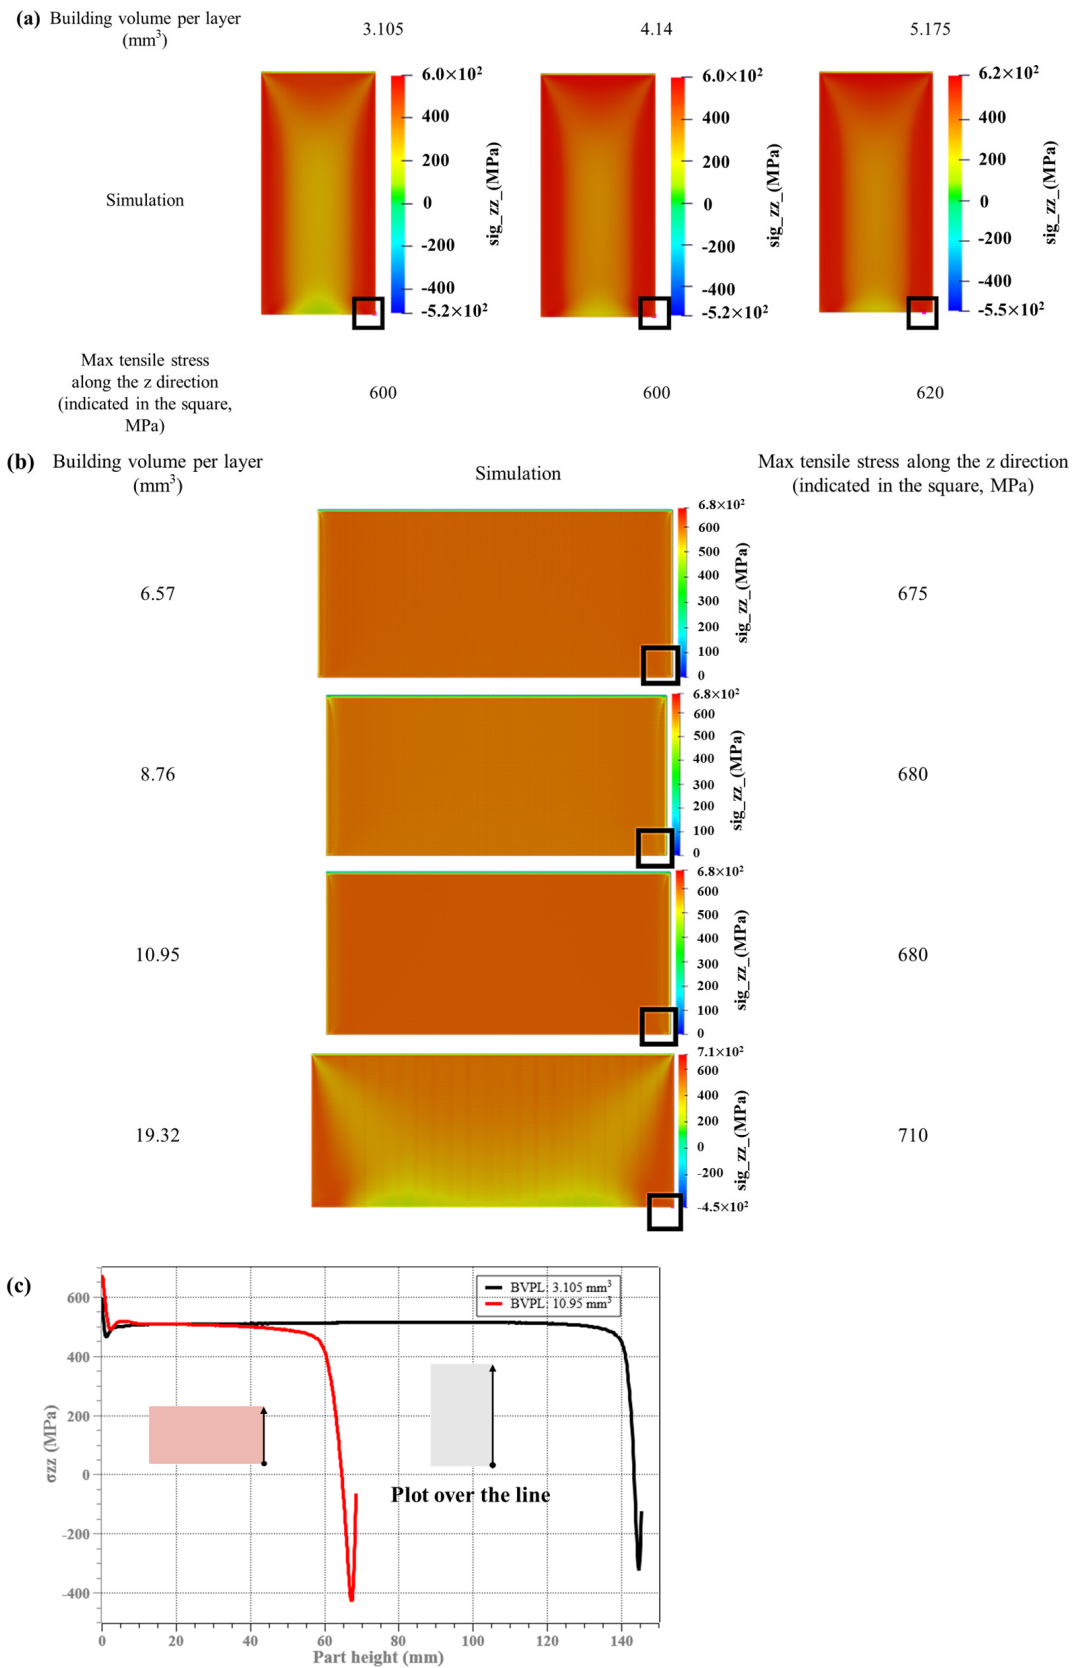 (a) Building volume per layer
(mm³)
3.105 4.14 5.175
Simulation
6.0×10²
400
200
0
-200
-400
-5.2×10²
sig_zz_(MPa)
6.0×10²
400
200
0
-200
-400
-5.2×10²
sig_zz_(MPa)
6.2×10²
400
200
0
-200
-400
-5.5×10²
sig_zz_(MPa)
Max tensile stress
along the z direction
(indicated in the square,
MPa)
600 600 620
(b) Building volume per layer
(mm³)
Simulation
Max tensile stress along the z direction
(indicated in the square, MPa)
6.57
6.8×10²
600
500
400
300
200
100
0
sig_zz_(MPa)
675
8.76
6.8×10²
600
500
400
300
200
100
0
sig_zz_(MPa)
680
10.95
6.8×10²
600
500
400
300
200
100
0
sig_zz_(MPa)
680
19.32
7.1×10²
600
400
200
0
-200
-4.5×10²
sig_zz_(MPa)
710
(c)
BVPL: 3.105 mm³
BVPL: 10.95 mm³
600
400
200
0
-200
-400
σzz (MPa)
Plot over the line
0 20 40 60 80 100 120 140
Part height (mm)